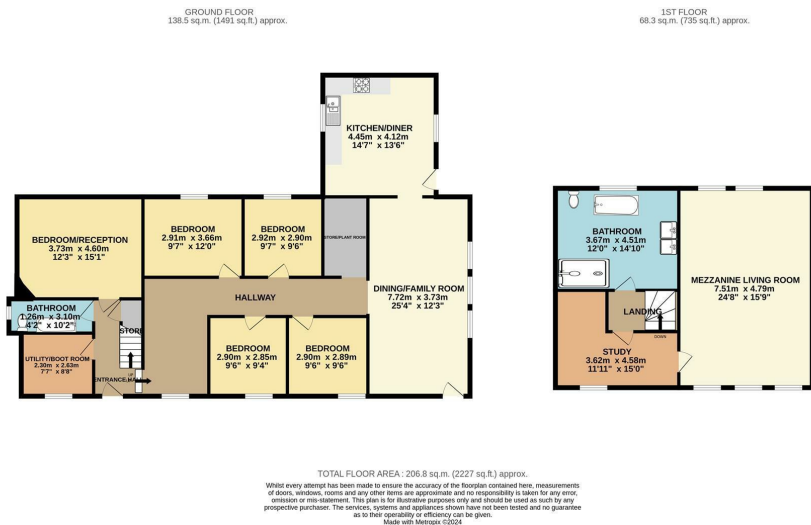 GROUND FLOOR
138.5 sq.m. (1491 sq.ft.) approx.
1ST FLOOR
68.3 sq.m. (735 sq.ft.) approx.
KITCHEN/DINER
4.45m x 4.12m
14'7" x 13'6"
BEDROOM/RECEPTION
3.73m x 4.60m
12'3" x 15'1"
BEDROOM
2.91m x 3.66m
9'7" x 12'0"
BEDROOM
2.92m x 2.90m
9'7" x 9'6"
STORE/PLANT ROOM
DINING/FAMILY ROOM
7.72m x 3.73m
25'4" x 12'3"
HALLWAY
BATHROOM
1.26m x 3.10m
4'2" x 10'2"
STORE
UTILITY/BOOT ROOM
2.30m x 2.63m
7'7" x 8'8"
UP
ENTRANCE HALL
BEDROOM
2.90m x 2.85m
9'6" x 9'4"
BEDROOM
2.90m x 2.89m
9'6" x 9'6"
BATHROOM
3.67m x 4.51m
12'0" x 14'10"
MEZZANINE LIVING ROOM
7.51m x 4.79m
24'8" x 15'9"
LANDING
DOWN
STUDY
3.62m x 4.58m
11'11" x 15'0"
TOTAL FLOOR AREA : 206.8 sq.m. (2227 sq.ft.) approx.
Whilst every attempt has been made to ensure the accuracy of the floorplan contained here, measurements
of doors, windows, rooms and any other items are approximate and no responsibility is taken for any error,
omission or mis-statement. This plan is for illustrative purposes only and should be used as such by any
prospective purchaser. The services, systems and appliances shown have not been tested and no guarantee
as to their operability or efficiency can be given.
Made with Metropix ©2024